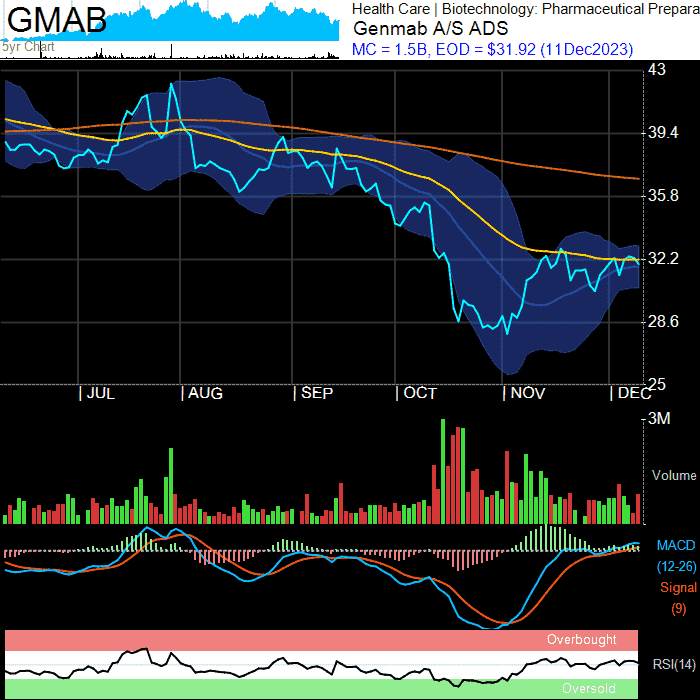 GMAB
5yr Chart
Health Care | Biotechnology: Pharmaceutical Prepara
Genmab A/S ADS
MC = 1.5B, EOD = $31.92 (11Dec2023)
43
39.4
35.8
32.2
28.6
25
JUL AUG SEP OCT NOV DEC
3M
Volume
MACD
(12-26)
Signal
(9)
Overbought
RSI(14)
Oversold